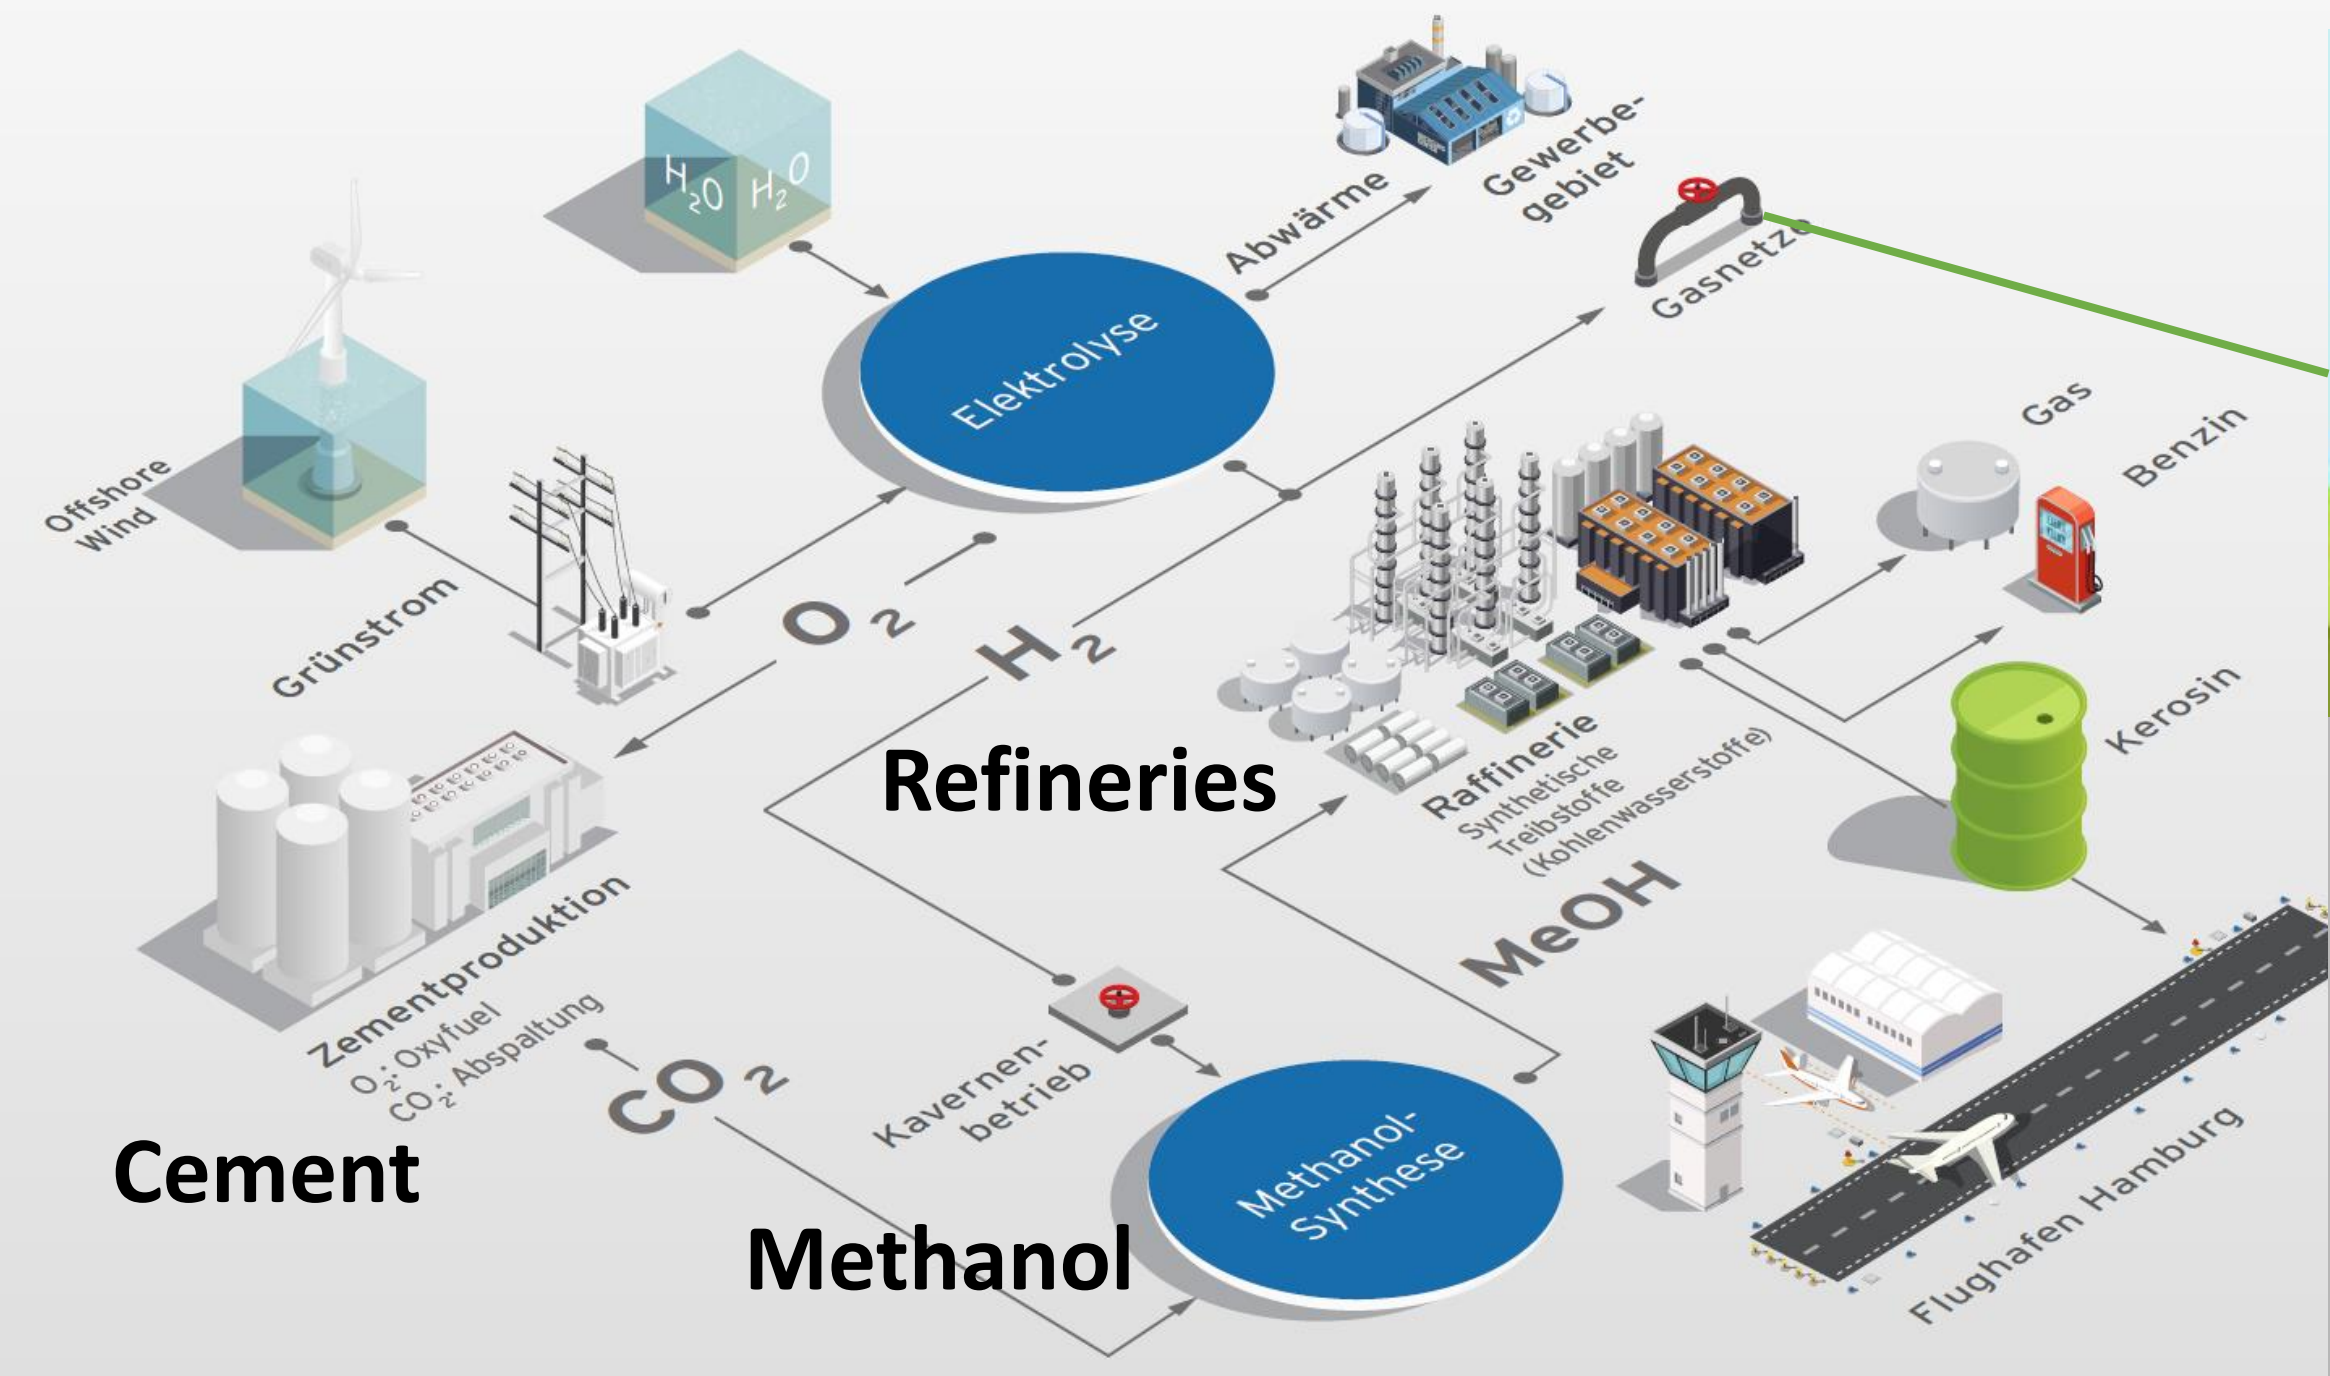 H₂O H₂O
Gewerbe-
gebiet
Abwärme
Gasnetze
Elektrolyse
Offshore
Wind
Grünstrom
O₂
H₂
Gas
Benzin
Kerosin
Refineries
Raffinerie
Synthetische
Treibstoffe
(Kohlenwasserstoffe)
MeOH
Zementproduktion
O₂: Oxyfuel
CO₂: Abspaltung
CO₂
Kavernen-
betrieb
Cement
Methanol
Methanol-
Synthese
Flughafen Hamburg